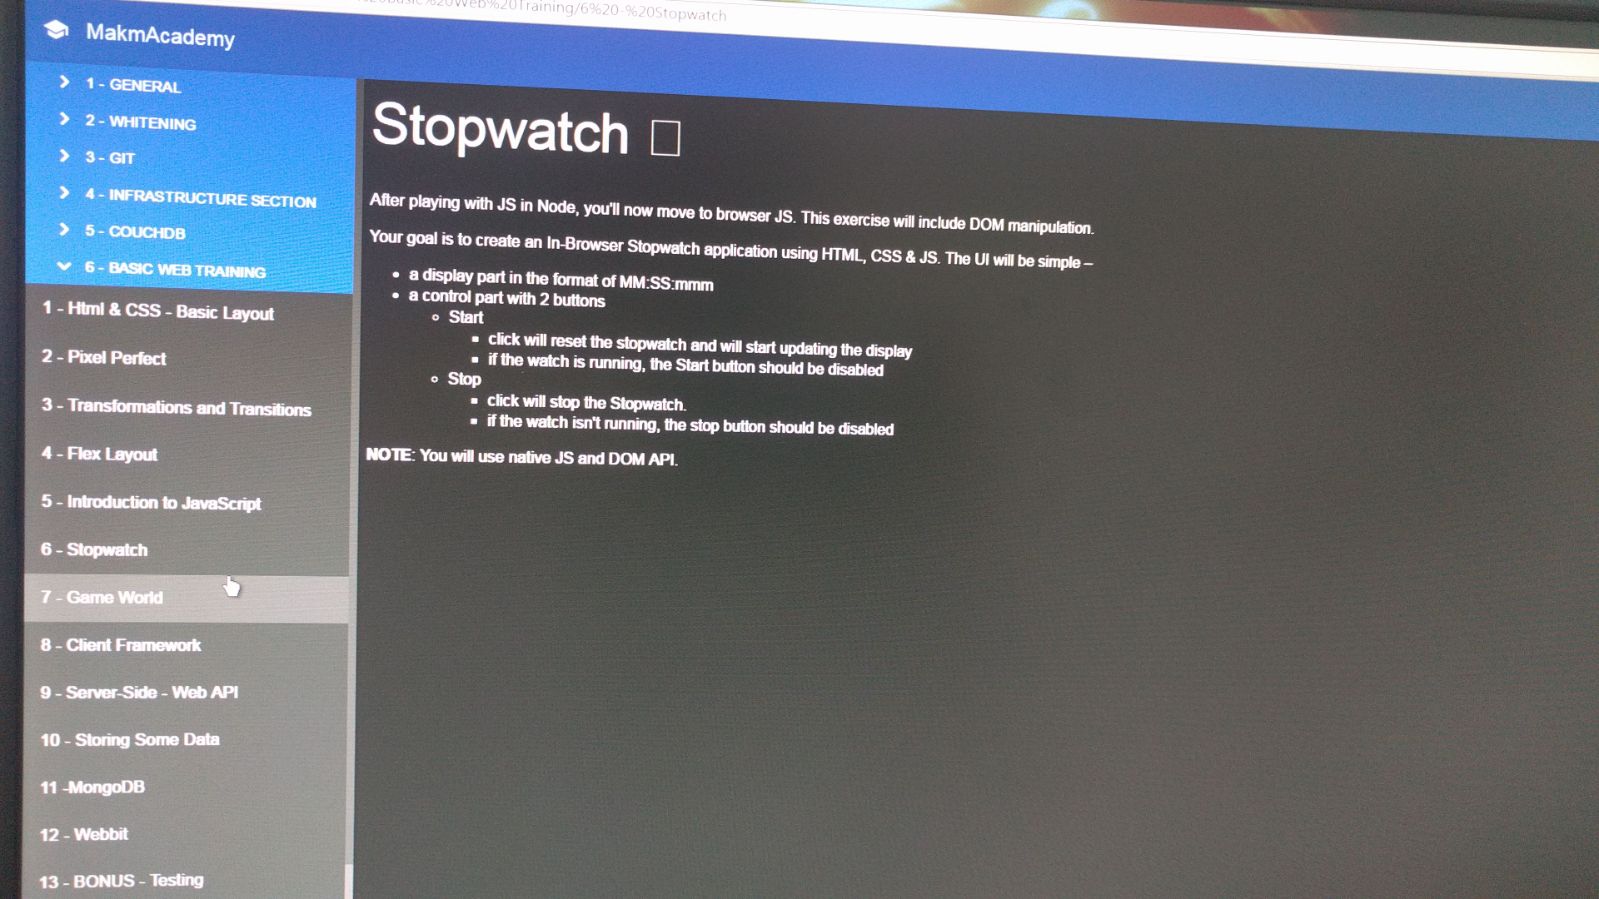 %20Web%20Training/6%20-%20Stopwatch
MakmAcademy
1 - GENERAL
2 - WHITENING
3 - GIT
4 - INFRASTRUCTURE SECTION
5 - COUCHDB
6 - BASIC WEB TRAINING
1 - Html & CSS - Basic Layout
2 - Pixel Perfect
3 - Transformations and Transitions
4 - Flex Layout
5 - Introduction to JavaScript
6 - Stopwatch
7 - Game World
8 - Client Framework
9 - Server-Side - Web API
10 - Storing Some Data
11 -MongoDB
12 - Webbit
13 - BONUS - Testing
Stopwatch
After playing with JS in Node, you'll now move to browser JS. This exercise will include DOM manipulation.
Your goal is to create an In-Browser Stopwatch application using HTML, CSS & JS. The UI will be simple –
a display part in the format of MM:SS:mmm
a control part with 2 buttons
Start
click will reset the stopwatch and will start updating the display
if the watch is running, the Start button should be disabled
Stop
click will stop the Stopwatch.
if the watch isn't running, the stop button should be disabled
NOTE: You will use native JS and DOM API.